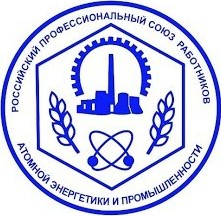 РОССИЙСКИЙ ПРОФЕССИОНАЛЬНЫЙ СОЮЗ РАБОТНИКОВ
АТОМНОЙ ЭНЕРГЕТИКИ И ПРОМЫШЛЕННОСТИ